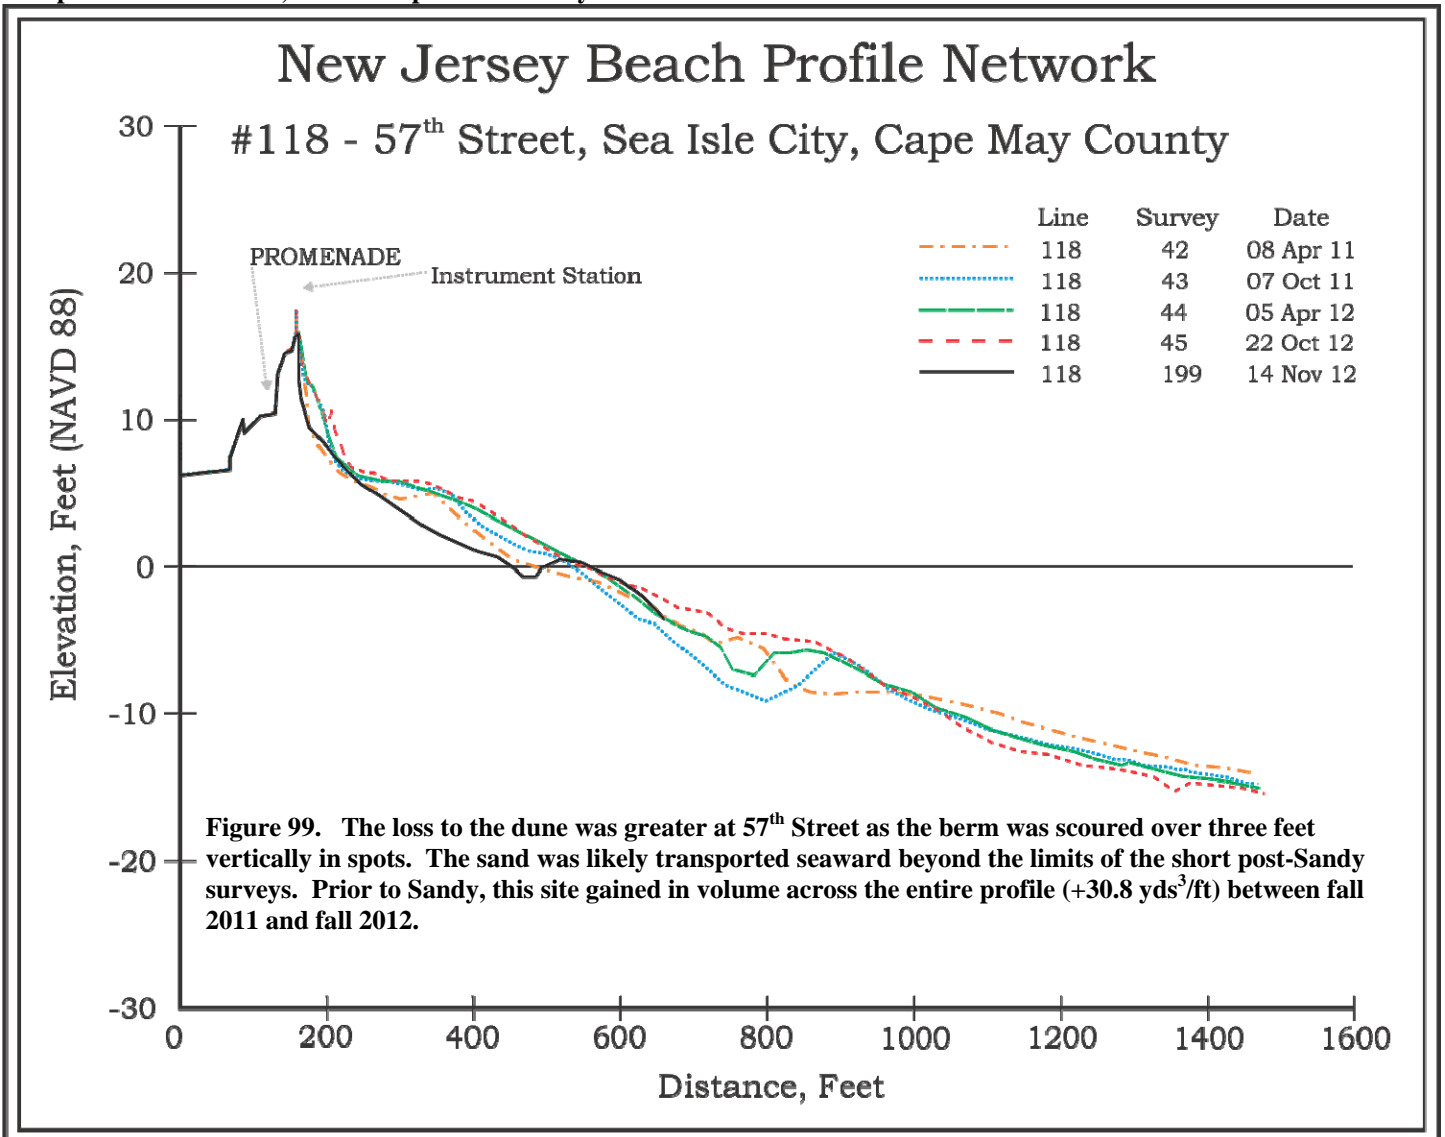 New Jersey Beach Profile Network
#118 - 57th Street, Sea Isle City, Cape May County
Line Survey Date
118 42 08 Apr 11
118 43 07 Oct 11
118 44 05 Apr 12
118 45 22 Oct 12
118 199 14 Nov 12
PROMENADE
Instrument Station
Elevation, Feet (NAVD 88)
30
20
10
0
-10
-20
-30
Figure 99. The loss to the dune was greater at 57th Street as the berm was scoured over three feet
vertically in spots. The sand was likely transported seaward beyond the limits of the short post-Sandy
surveys. Prior to Sandy, this site gained in volume across the entire profile (+30.8 yds3/ft) between fall
2011 and fall 2012.
0 200 400 600 800 1000 1200 1400 1600
Distance, Feet